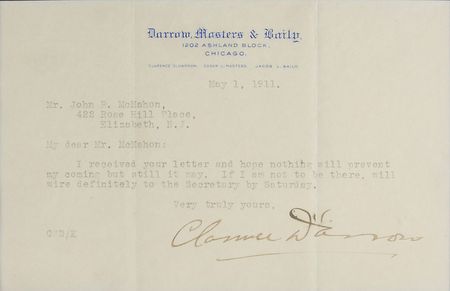 Darrow, Masters & Baily,
1202 ASHLAND BLOCK,
CHICAGO.
CLARENCE DARROW, EDGAR L. MASTERS, JACOB L. BAILY
May 1, 1911.
Mr. John R. McMahon,
422 Rose Hill Place,
Elizabeth, N.J.
My dear Mr. McMahon:
I received your letter and hope nothing will prevent
my coming but still it may. If I am not to be there, will
wire definitely to the Secretary by Saturday.
Very truly yours,
Clarence Darrow